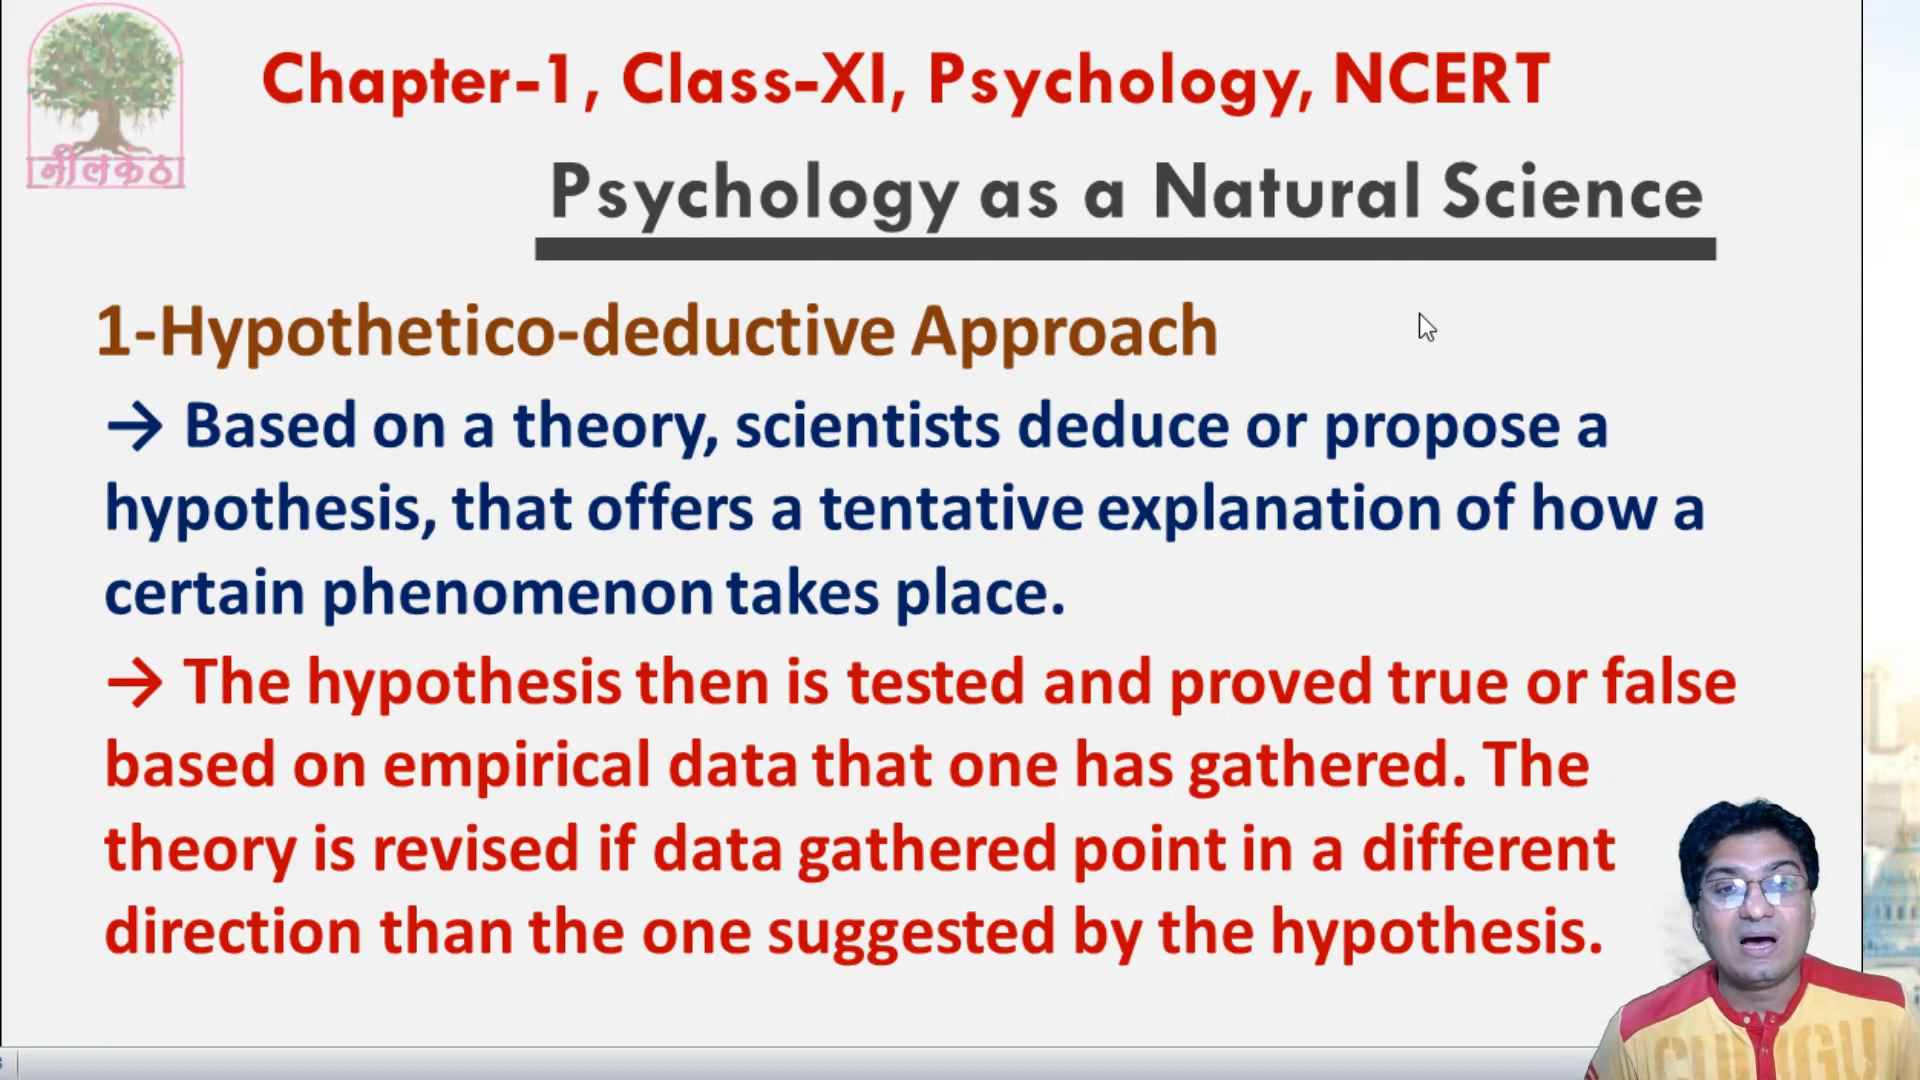 Chapter-1, Class-XI, Psychology, NCERT
नीलकंठ
Psychology as a Natural Science
1-Hypothetico-deductive Approach
→ Based on a theory, scientists deduce or propose a
hypothesis, that offers a tentative explanation of how a
certain phenomenon takes place.
→ The hypothesis then is tested and proved true or false
based on empirical data that one has gathered. The
theory is revised if data gathered point in a different
direction than the one suggested by the hypothesis.